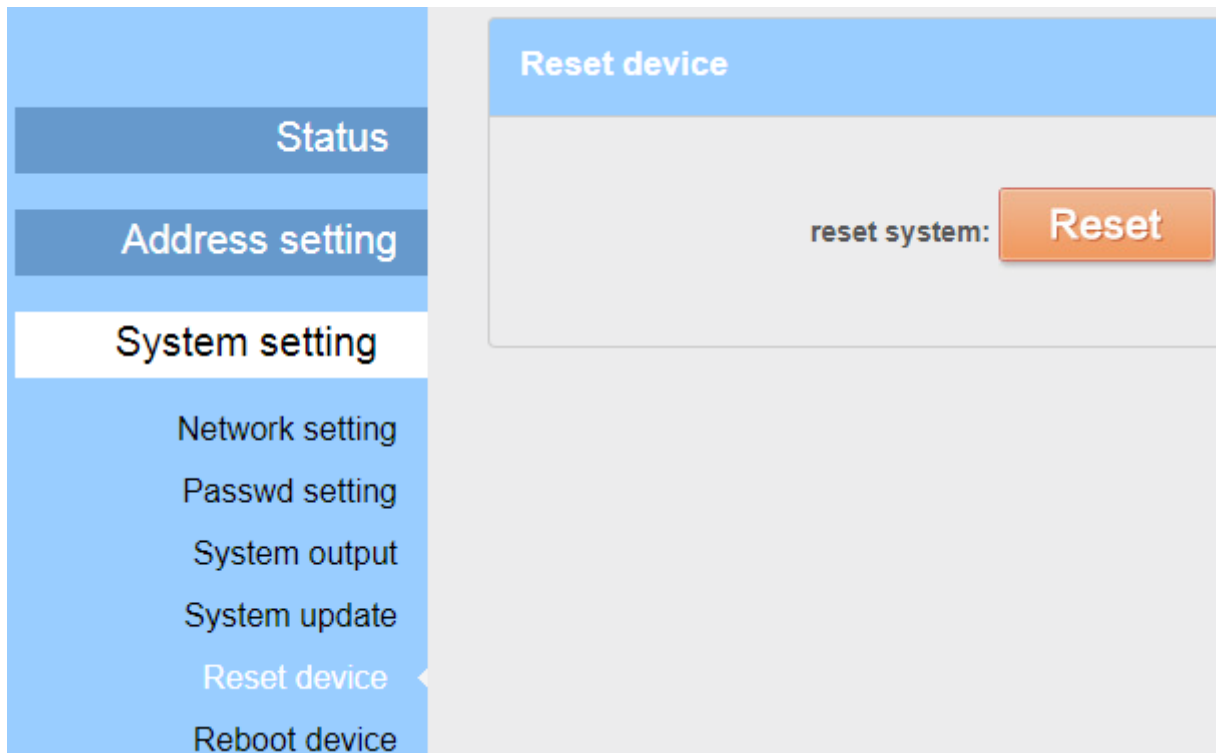 Status
Address setting
System setting
Network setting
Passwd setting
System output
System update
Reset device
Reboot device
Reset device
reset system: Reset